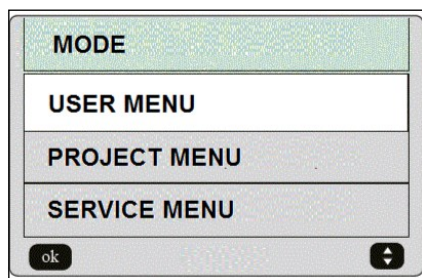 MODE
USER MENU
PROJECT MENU
SERVICE MENU
ok